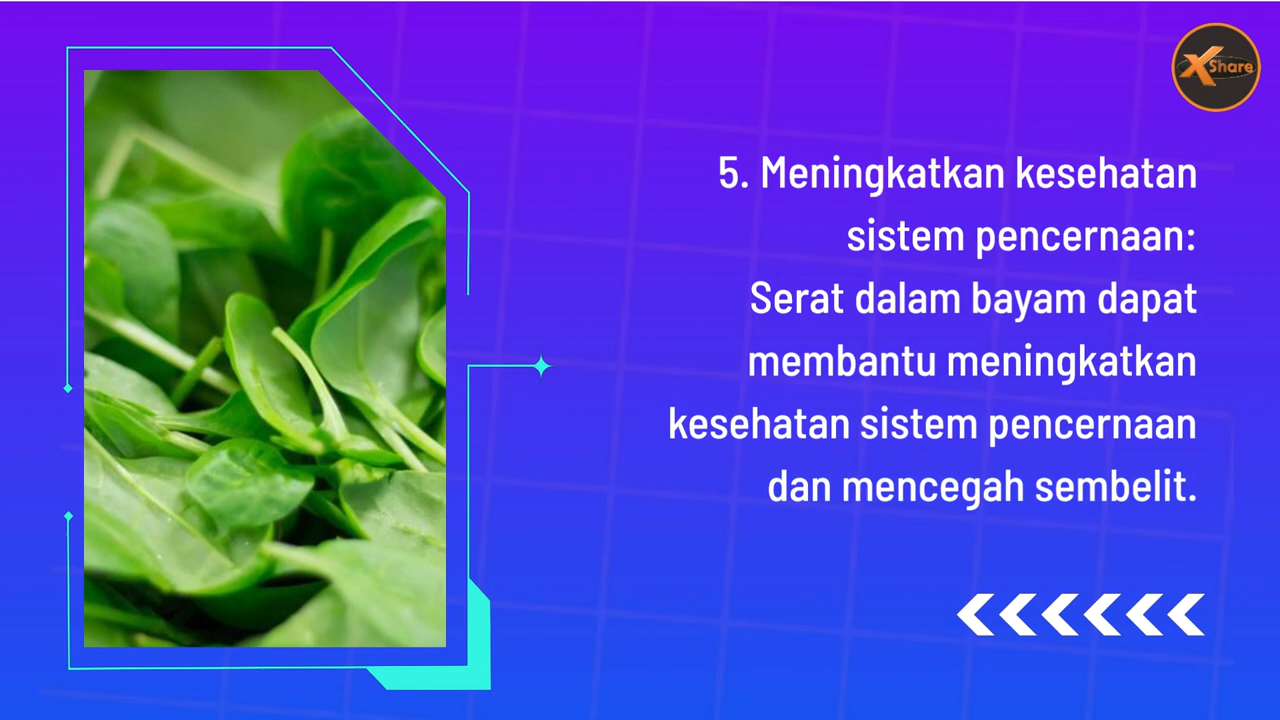 XShare
5. Meningkatkan kesehatan
sistem pencernaan:
Serat dalam bayam dapat
membantu meningkatkan
kesehatan sistem pencernaan
dan mencegah sembelit.